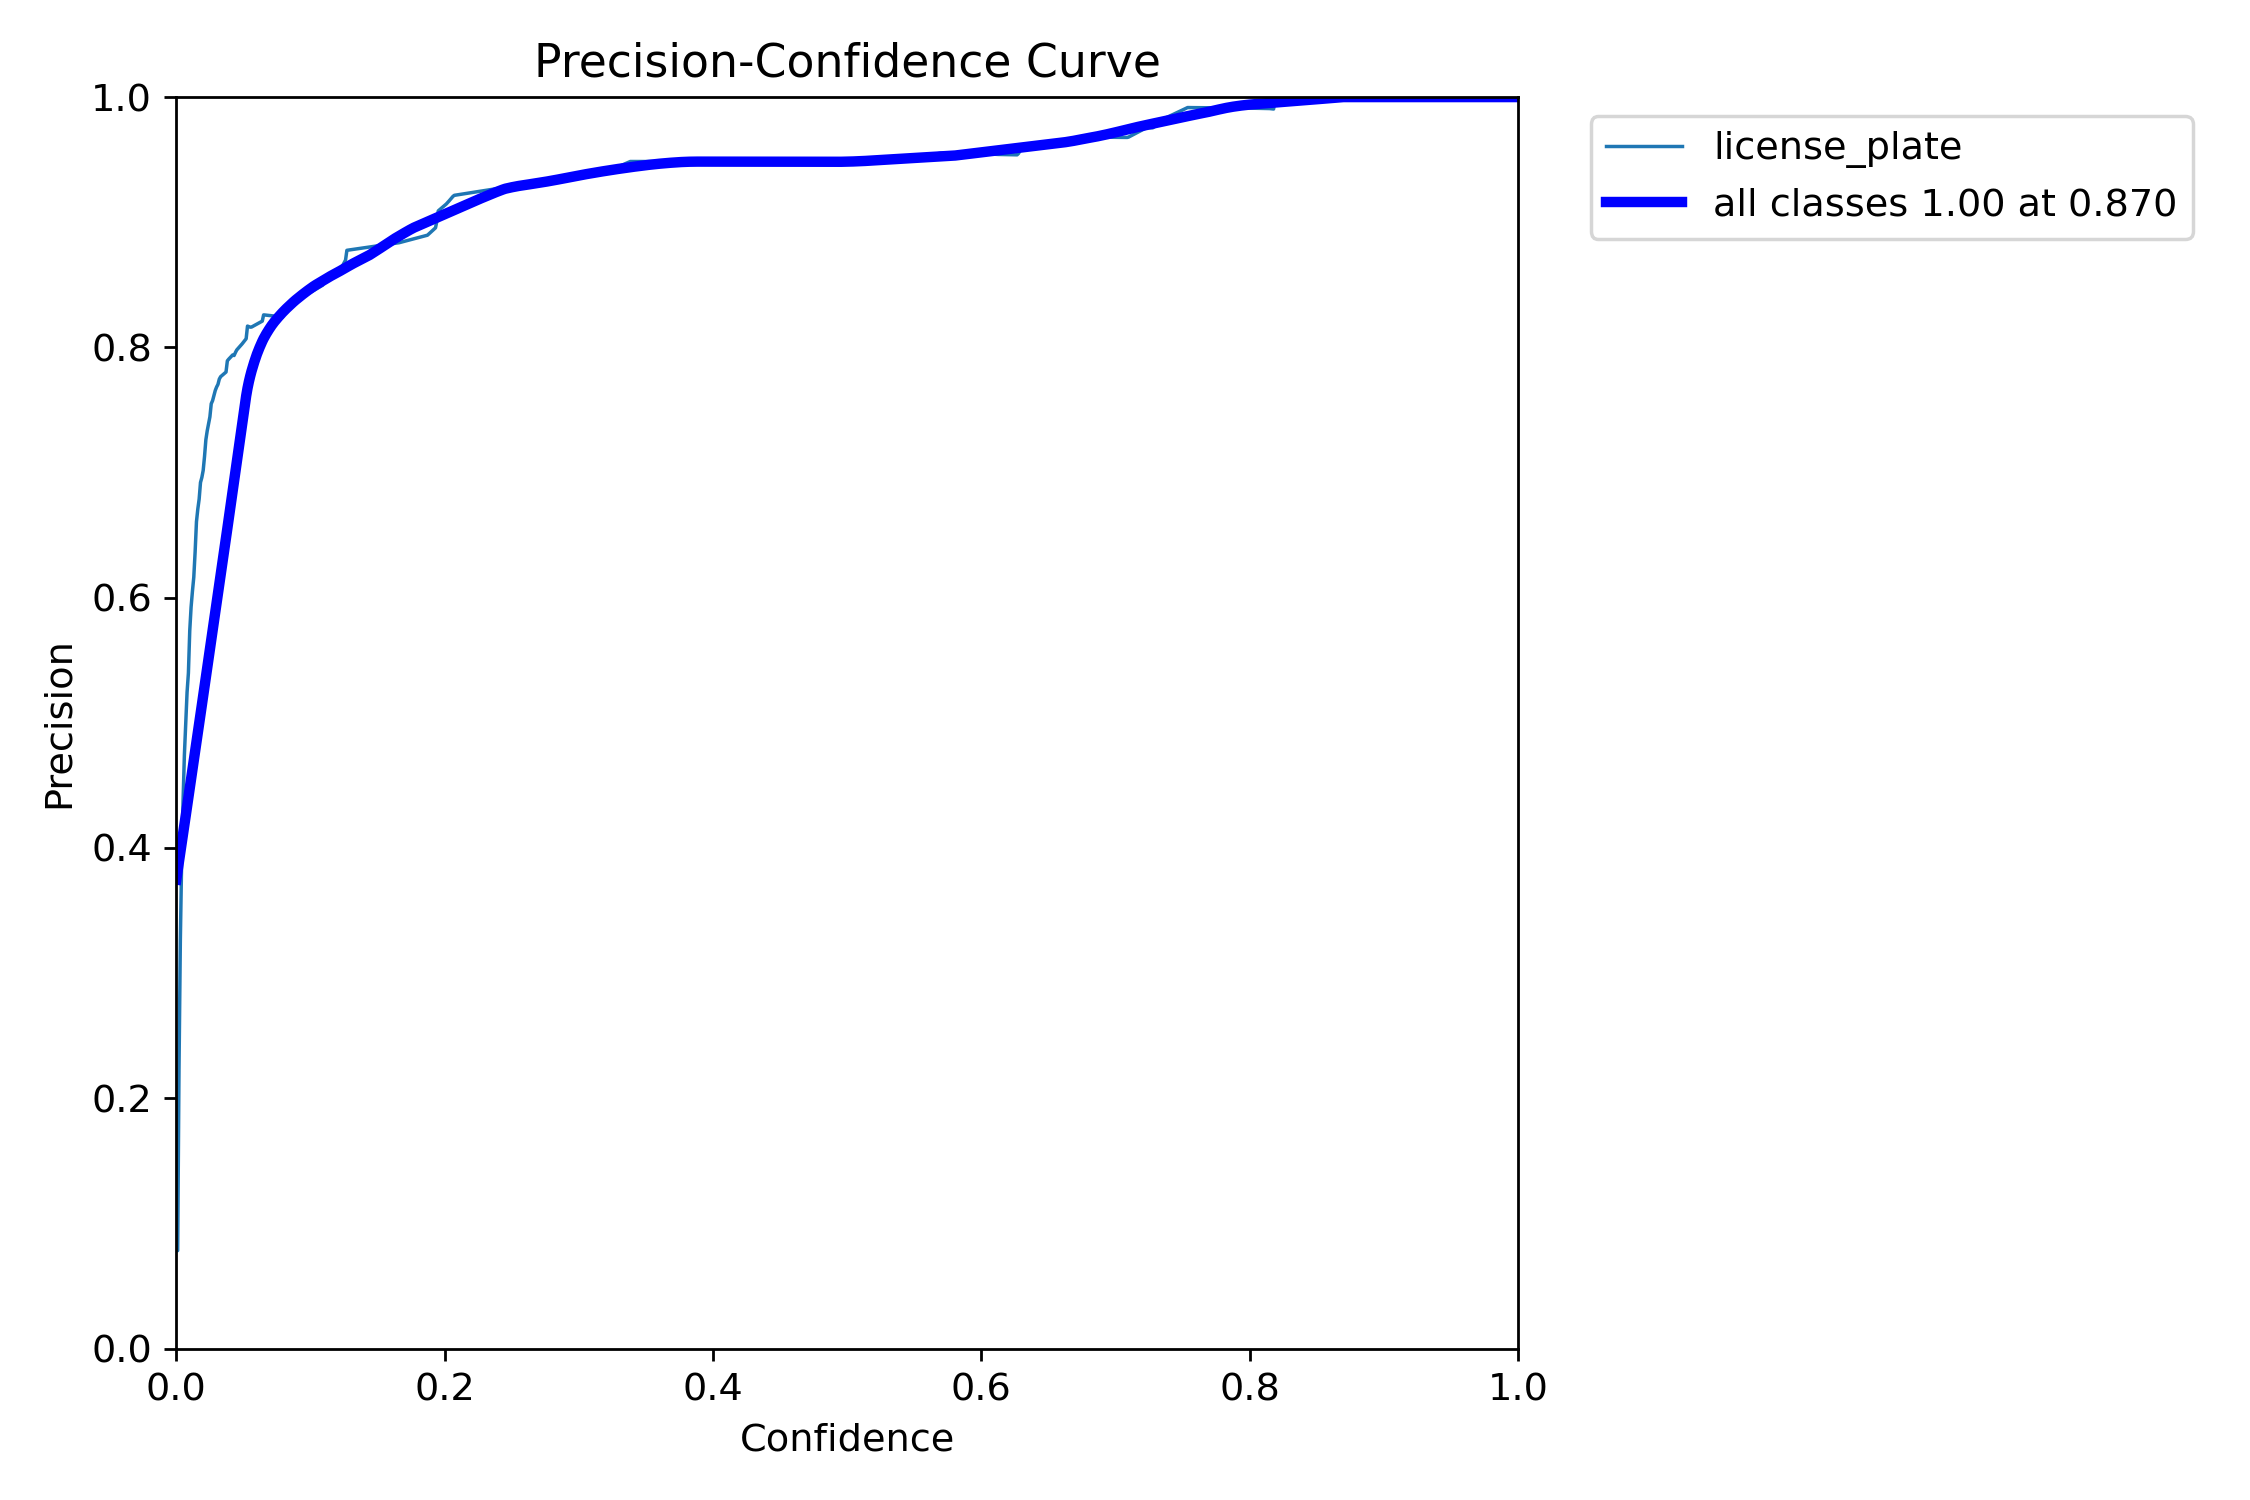 Precision-Confidence Curve
1.0
0.8
0.6
0.4
0.2
0.0
Precision
0.0 0.2 0.4 0.6 0.8 1.0
Confidence
license_plate
all classes 1.00 at 0.870